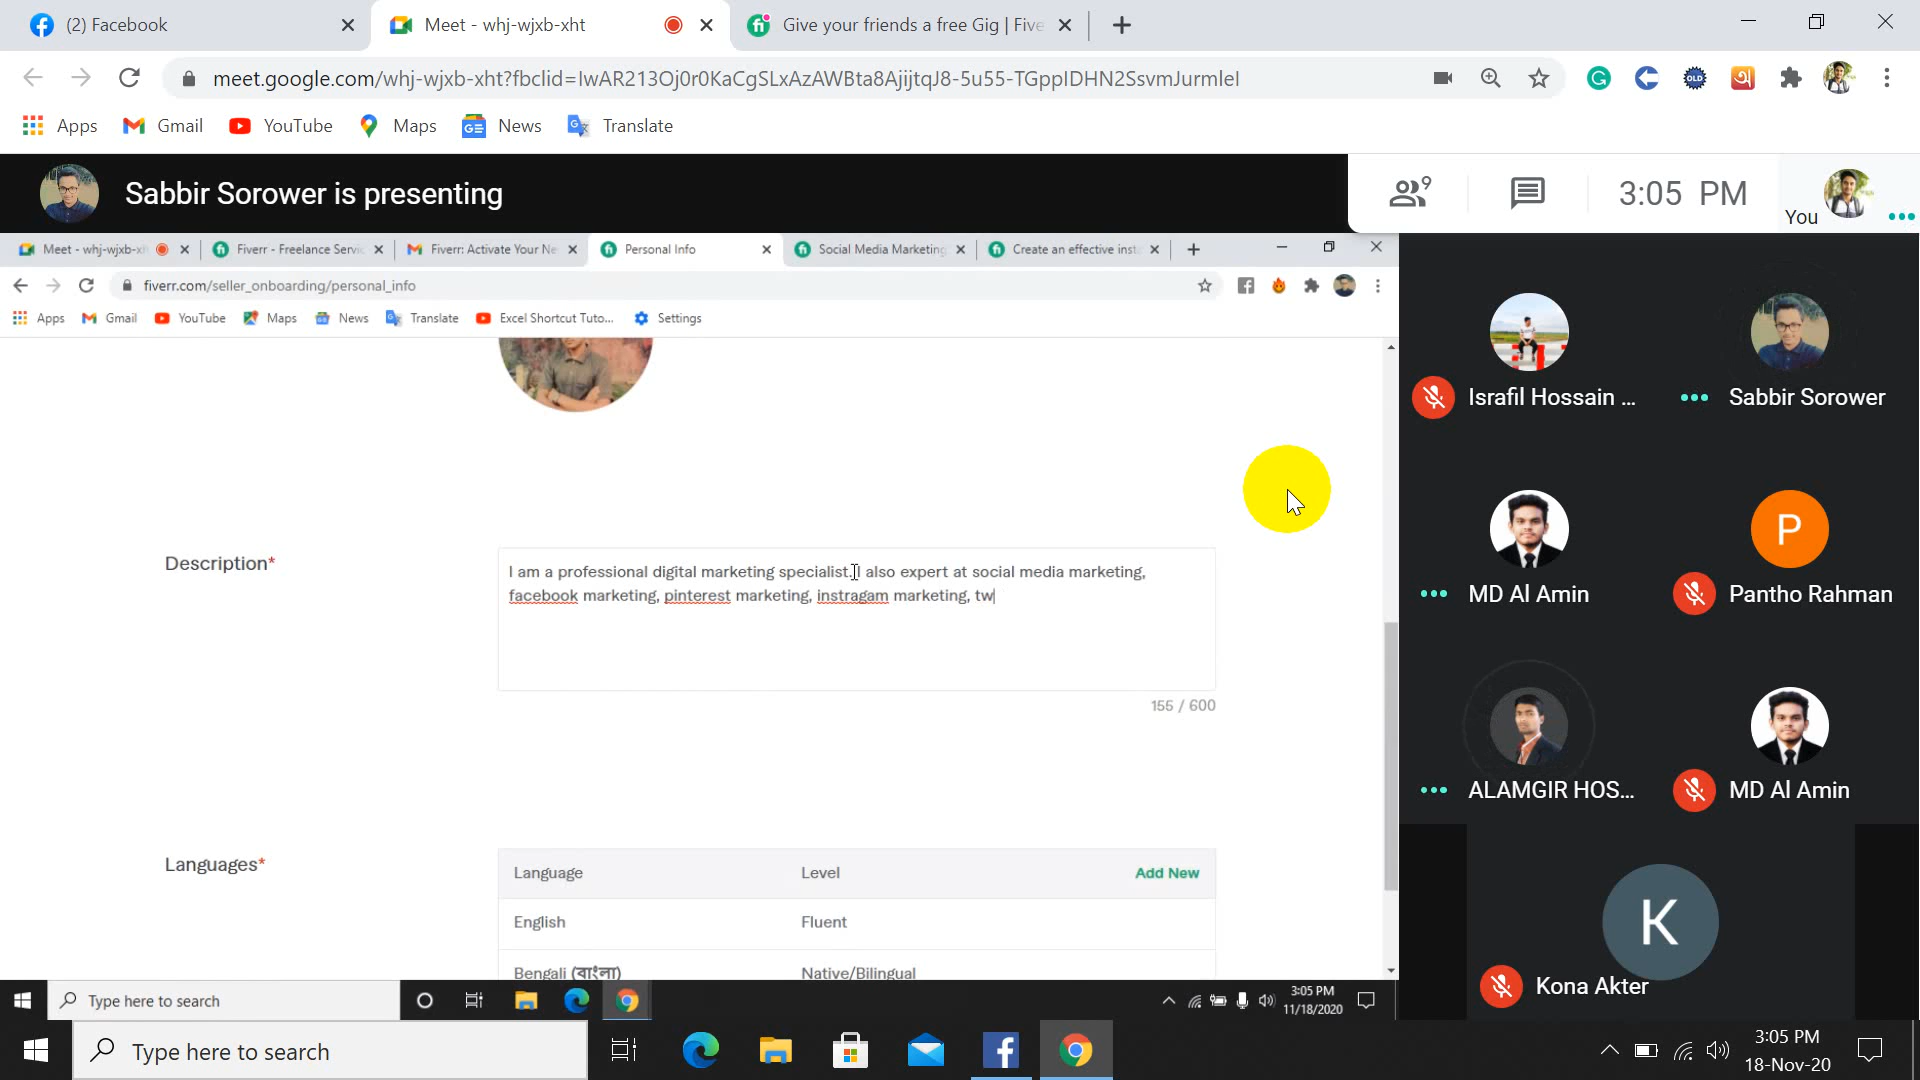 (2) Facebook
Meet - whj-wjxb-xht
Give your friends a free Gig | Five
meet.google.com/whj-wjxb-xht?fbclid=IwAR213Oj0r0KaCgSLxAzAWBta8AjijtqJ8-5u55-TGppIDHN2SsvmJurmleI
OLD
অ
Apps
Gmail
YouTube
Maps
News
Translate
Sabbir Sorower is presenting
9
3:05 PM
You
Meet - whj-wjxb-xh
Fiverr - Freelance Servic
Fiverr: Activate Your Ne
Personal Info
Social Media Marketing
Create an effective insta
fiverr.com/seller_onboarding/personal_info
Apps
Gmail
YouTube
Maps
News
Translate
Excel Shortcut Tuto...
Settings
Description*
I am a professional digital marketing specialist. I also expert at social media marketing,
facebook marketing, pinterest marketing, instragam marketing, tw
155 / 600
Languages*
Language
Level
Add New
English
Fluent
Bengali (বাংলা)
Native/Bilingual
Israfil Hossain ...
Sabbir Sorower
MD Al Amin
P
Pantho Rahman
ALAMGIR HOS...
MD Al Amin
K
Kona Akter
Type here to search
3:05 PM
11/18/2020
Type here to search
3:05 PM
18-Nov-20